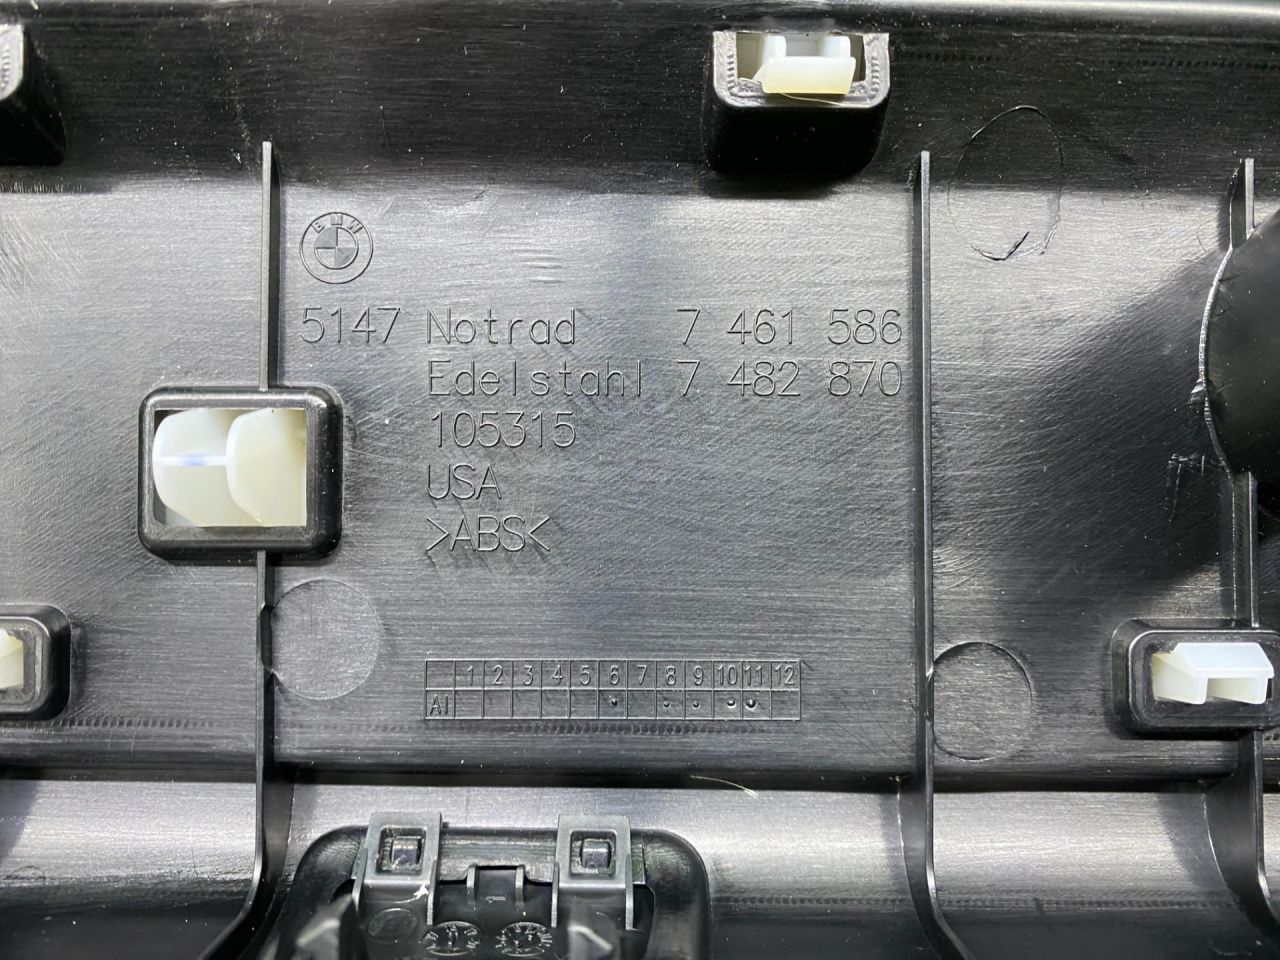 BMW
5147 Notrad 7 461 586
Edelstahl 7 482 870
105315
USA
>ABS<
1 2 3 4 5 6 7 8 9 10 11 12
AI